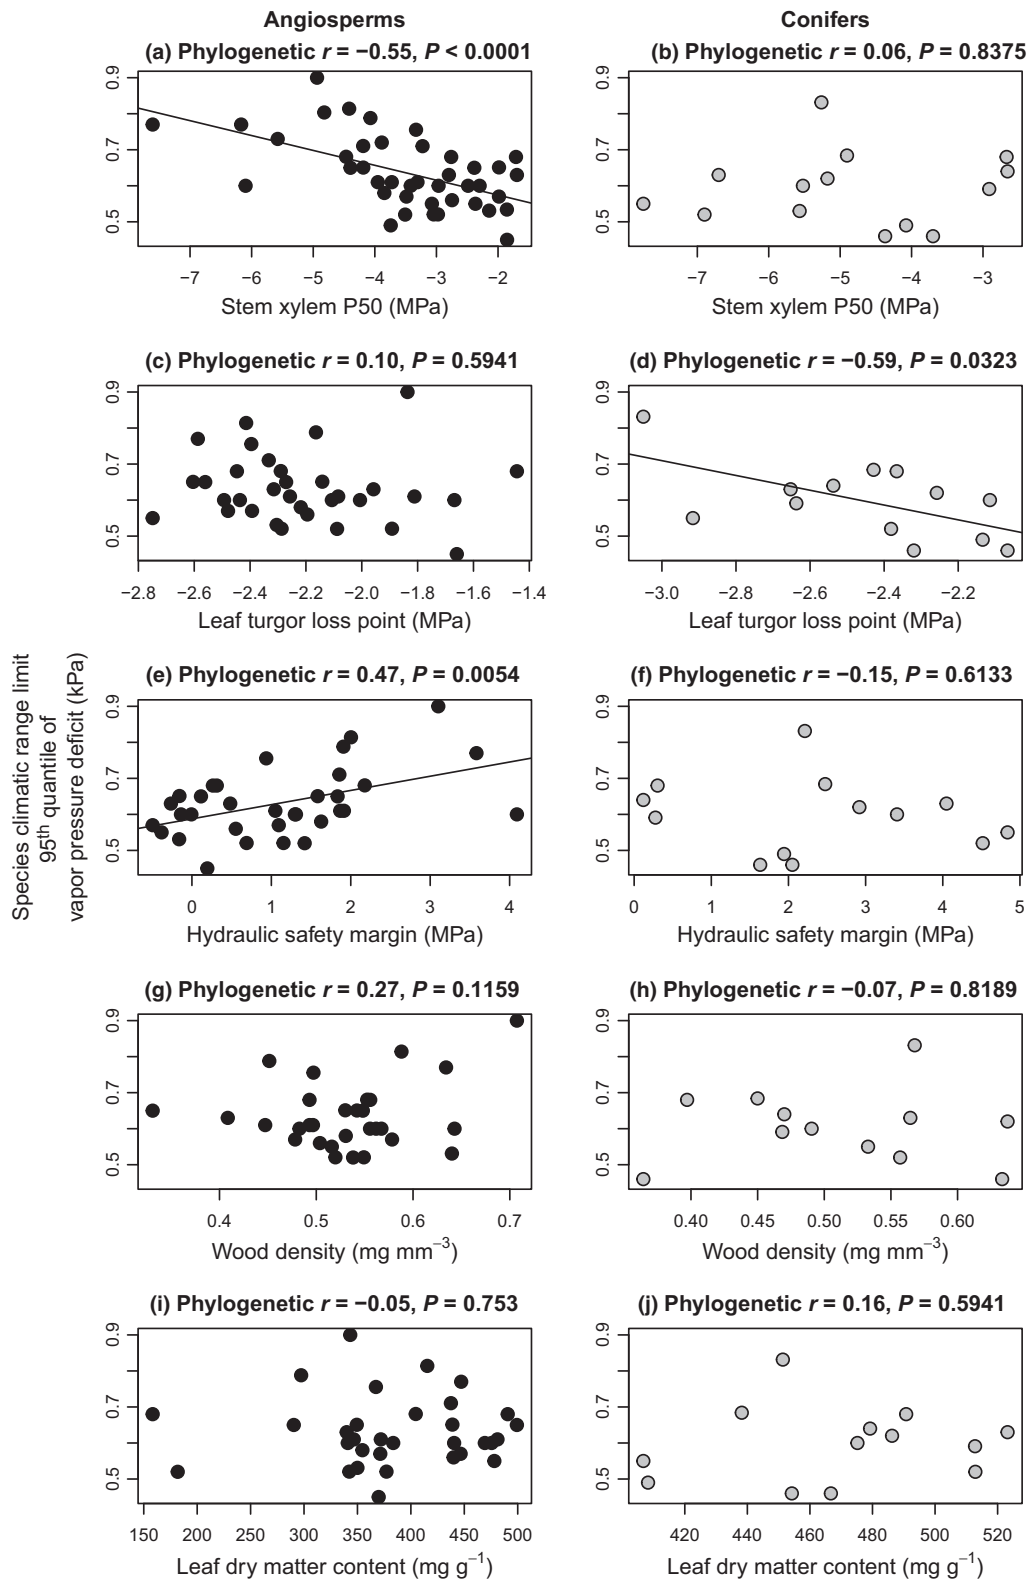 Angiosperms
Conifers
(a) Phylogenetic r = −0.55, P < 0.0001
(b) Phylogenetic r = 0.06, P = 0.8375
0.9
0.7
0.5
−7 −6 −5 −4 −3 −2
Stem xylem P50 (MPa)
0.9
0.7
0.5
−7 −6 −5 −4 −3
Stem xylem P50 (MPa)
(c) Phylogenetic r = 0.10, P = 0.5941
(d) Phylogenetic r = −0.59, P = 0.0323
0.9
0.7
0.5
−2.8 −2.6 −2.4 −2.2 −2.0 −1.8 −1.6 −1.4
Leaf turgor loss point (MPa)
0.9
0.7
0.5
−3.0 −2.8 −2.6 −2.4 −2.2
Leaf turgor loss point (MPa)
Species climatic range limit
95th quantile of
vapor pressure deficit (kPa)
(e) Phylogenetic r = 0.47, P = 0.0054
(f) Phylogenetic r = −0.15, P = 0.6133
0.9
0.7
0.5
0 1 2 3 4
Hydraulic safety margin (MPa)
0.9
0.7
0.5
0 1 2 3 4 5
Hydraulic safety margin (MPa)
(g) Phylogenetic r = 0.27, P = 0.1159
(h) Phylogenetic r = −0.07, P = 0.8189
0.9
0.7
0.5
0.4 0.5 0.6 0.7
Wood density (mg mm−3)
0.9
0.7
0.5
0.40 0.45 0.50 0.55 0.60
Wood density (mg mm−3)
(i) Phylogenetic r = −0.05, P = 0.753
(j) Phylogenetic r = 0.16, P = 0.5941
0.9
0.7
0.5
150 200 250 300 350 400 450 500
Leaf dry matter content (mg g−1)
0.9
0.7
0.5
420 440 460 480 500 520
Leaf dry matter content (mg g−1)